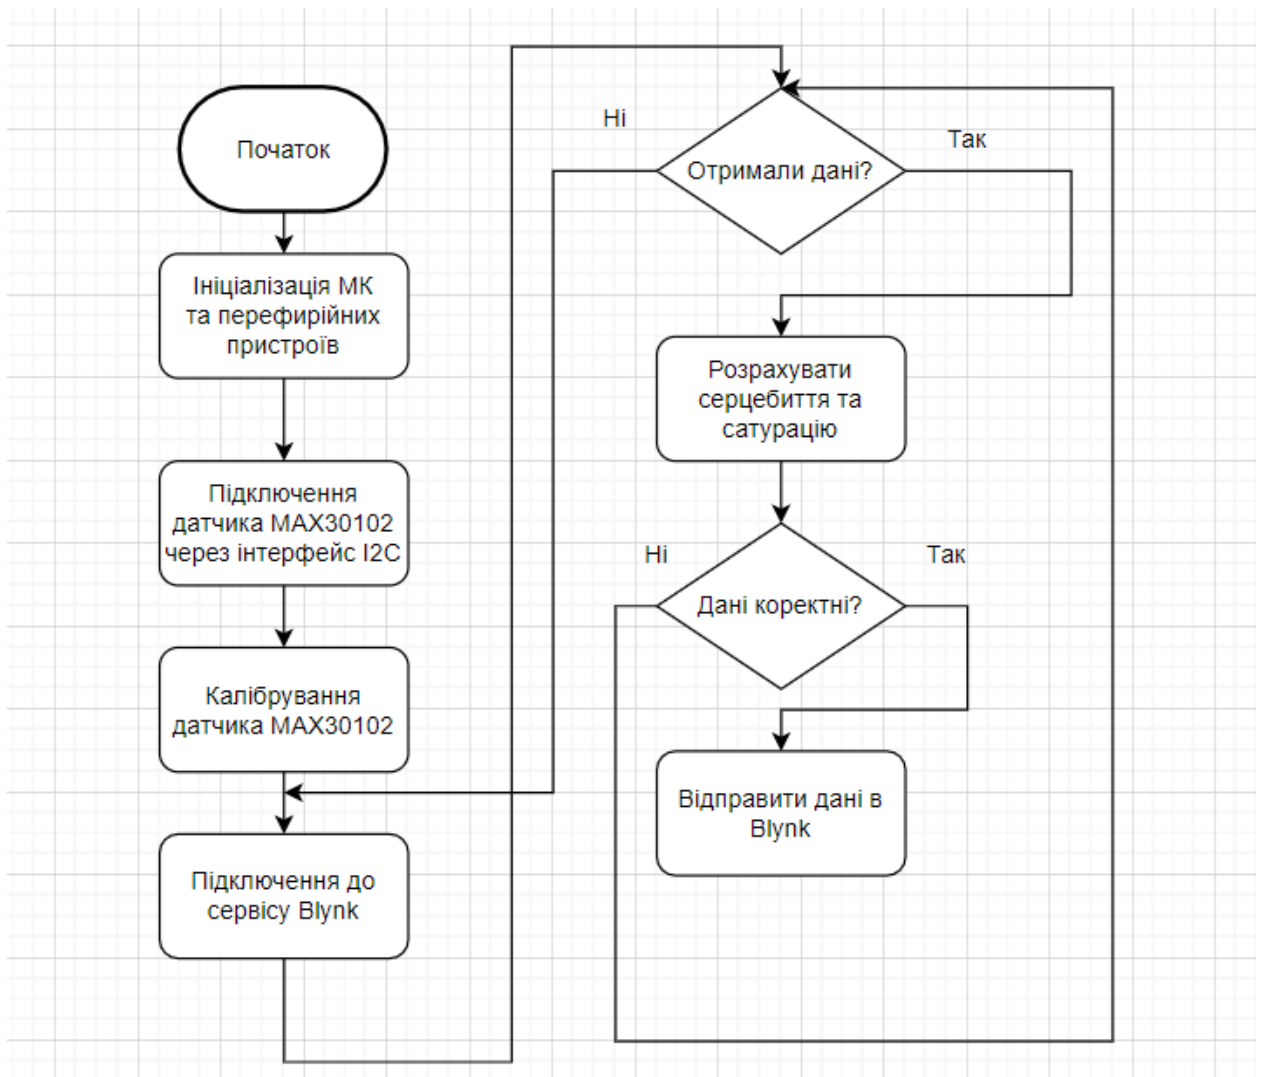 Початок
Ініціалізація МК
та перефирійних
пристроїв
Підключення
датчика MAX30102
через інтерфейс I2C
Калібрування
датчика MAX30102
Підключення до
сервісу Blynk
Ні
Так
Отримали дані?
Розрахувати
серцебиття та
сатурацію
Ні
Так
Дані коректні?
Відправити дані в
Blynk